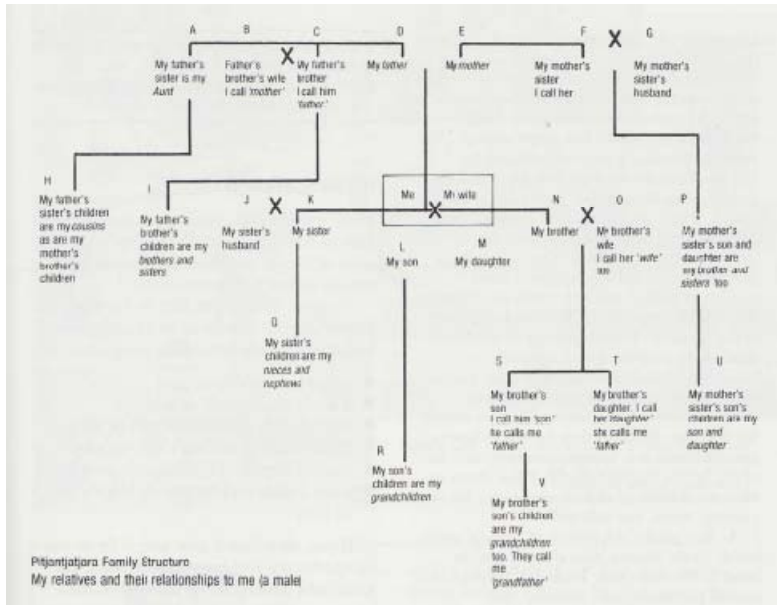 A B C D E F G
My father's
sister is my
Aunt
Father's
brother's wife
I call 'mother'
My father's
brother
I call him
'father.'
My father
My mother
My mother's
sister
I call her
My mother's
sister's
husband
H
My father's
sister's children
are my cousins
as are my
mother's
brother's
children
I
My father's
brother's
children are my
brothers and
sisters
J
My sister's
husband
K
My sister
Me
My wife
L
My son
M
My daughter
N
My brother
O
My brother's
wife
I call her 'wife'
too
P
My mother's
sister's son and
daughter are
my brother and
sisters too
Q
My sister's
children are my
nieces and
nephews
R
My son's
children are my
grandchildren
S
My brother's
son
I call him 'son'
he calls me
'father'
T
My brother's
daughter. I call
her 'daughter'
she calls me
'father'
U
My mother's
sister's son's
children are my
son and
daughter
V
My brother's
son's children
are my
grandchildren
too. They call
me
'grandfather'
Pitjantjatjara Family Structure
My relatives and their relationships to me (a male)